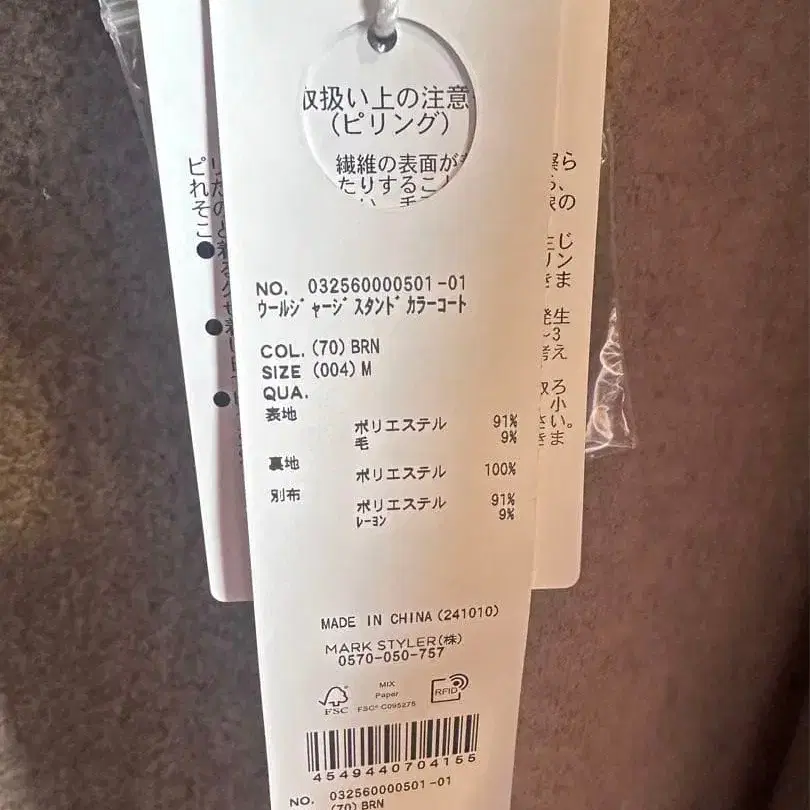 取扱い上の注意
(ピリング)
繊維の表面が
たりするこ
NO. 032560000501-01
ウールジャージスタンドカラーコート
COL. (70) BRN
SIZE (004) M
QUA.
表地
ポリエステル 91%
毛 9%
裏地
ポリエステル 100%
別布
ポリエステル 91%
レーヨン 9%
MADE IN CHINA (241010)
MARK STYLER(株)
0570-050-757
FSC
MIX
Paper
FSC® C095275
RFID
4549440704155
NO. 032560000501-01
(70) BRN